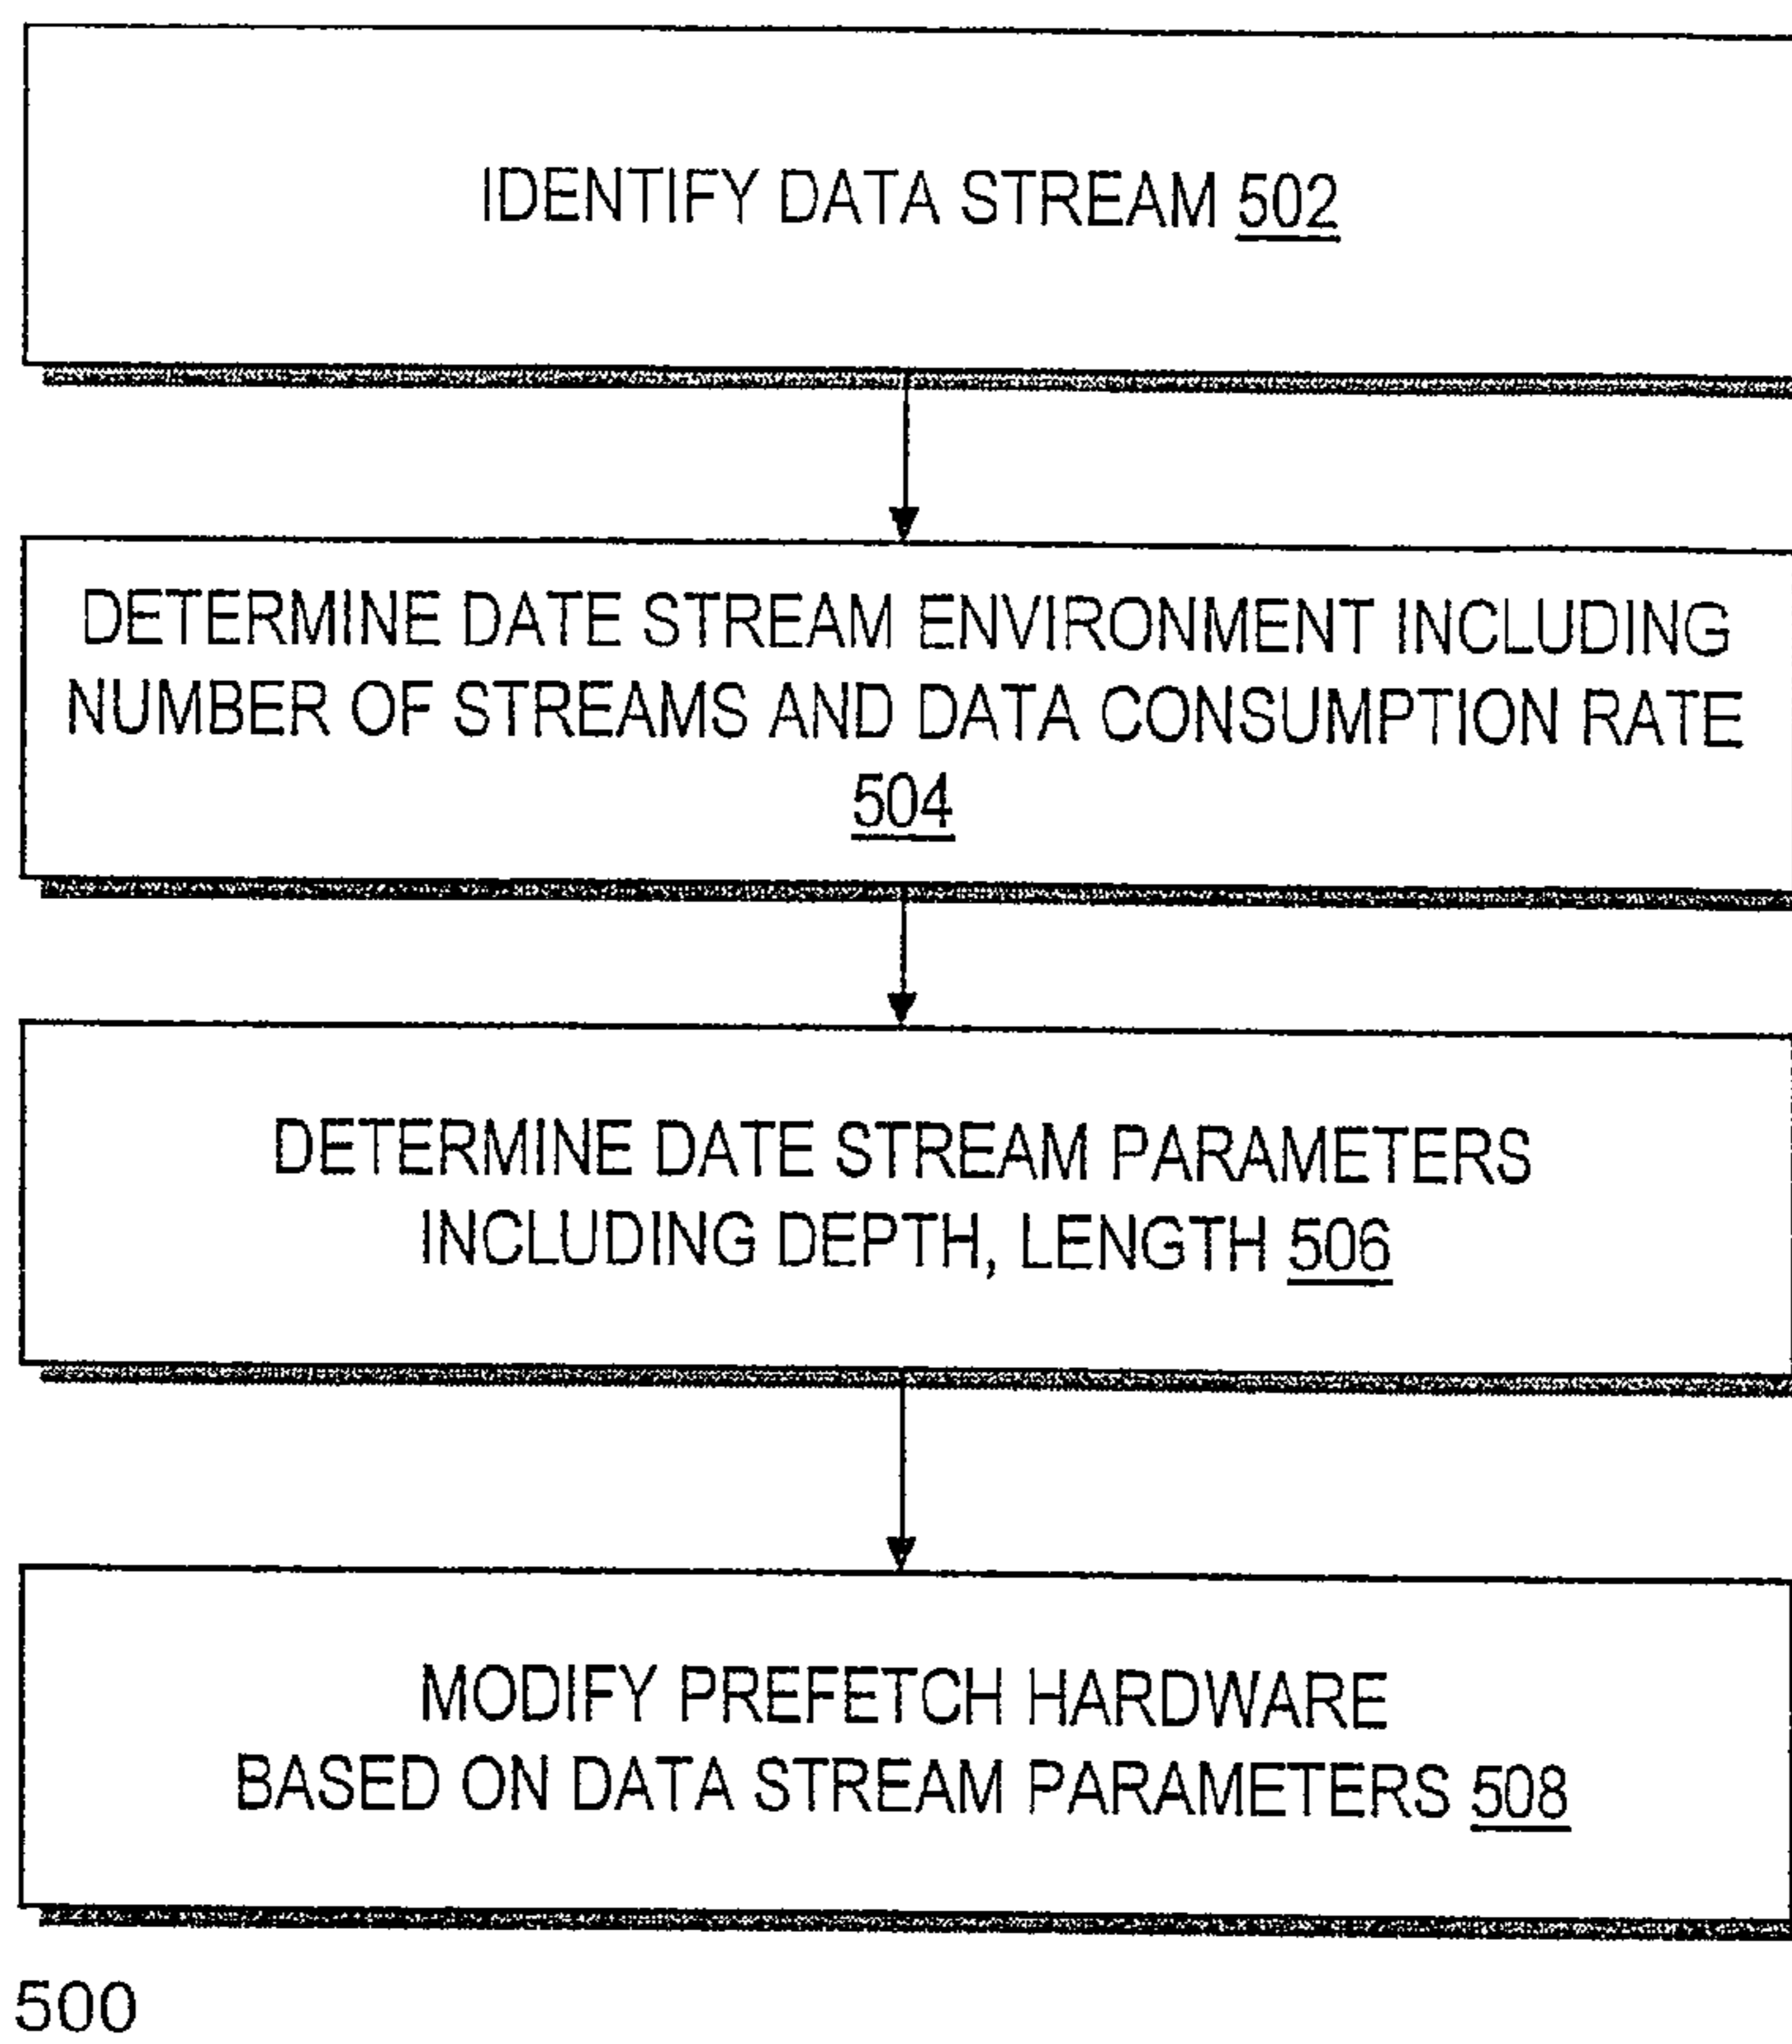 IDENTIFY DATA STREAM 502
DETERMINE DATE STREAM ENVIRONMENT INCLUDING
NUMBER OF STREAMS AND DATA CONSUMPTION RATE
504
DETERMINE DATE STREAM PARAMETERS
INCLUDING DEPTH, LENGTH 506
MODIFY PREFETCH HARDWARE
BASED ON DATA STREAM PARAMETERS 508
500